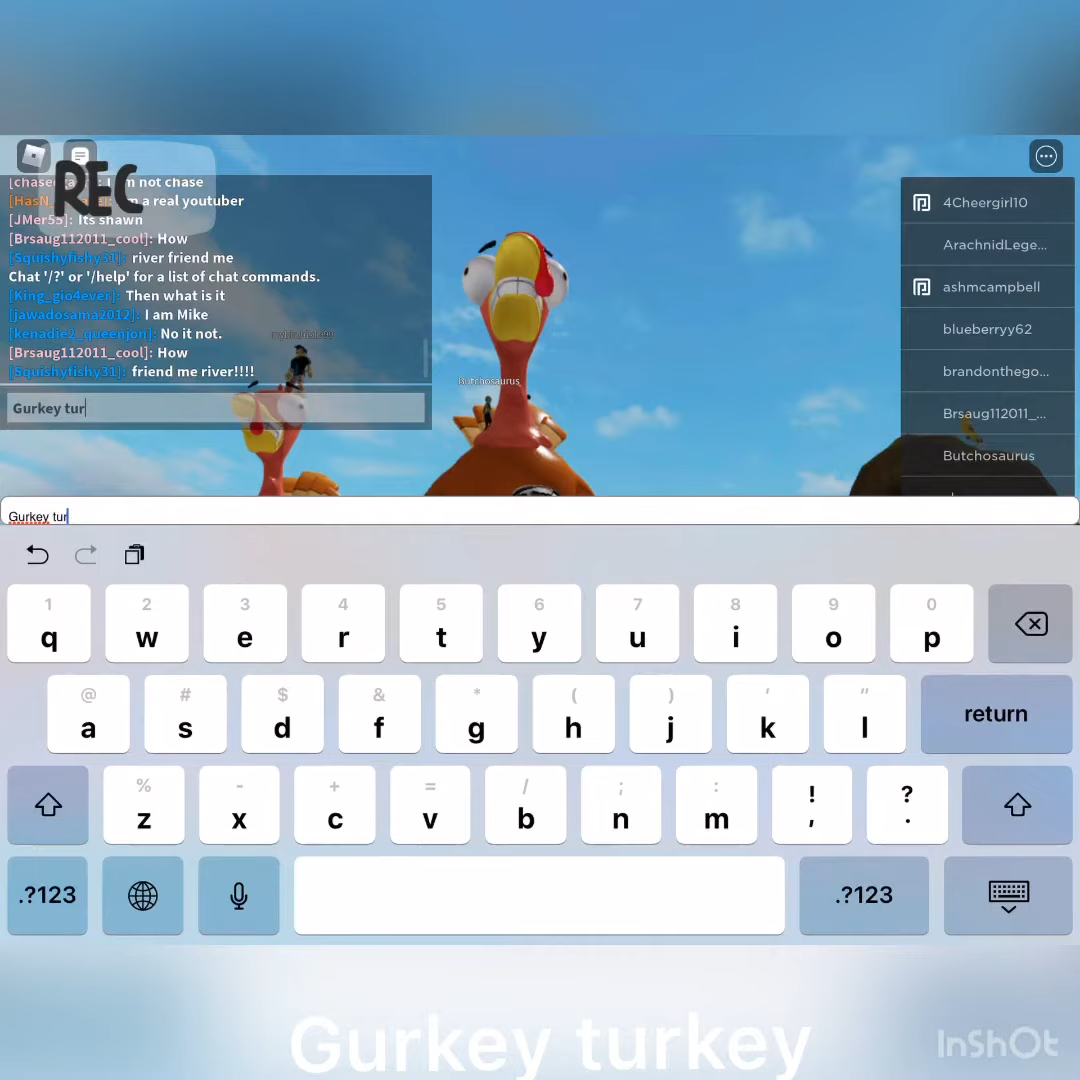 REC
I am not chase
m a real youtuber
[JMer55]: Its shawn
[Brsaug112011_cool]: How
[Squishyfishy31]: river friend me
Chat '/?' or '/help' for a list of chat commands.
[King_gio4ever]: Then what is it
[jawadosama2012]: I am Mike
[kenadie2_queenjon]: No it not.
[Brsaug112011_cool]: How
[Squishyfishy31]: friend me river!!!!
Gurkey tur
Butchosaurus
4Cheergirl10
ArachnidLege...
ashmcampbell
blueberryy62
brandonthego...
Brsaug112011_...
Butchosaurus
Gurkey tur
1 2 3 4 5 6 7 8 9 0
q w e r t y u i o p
@ # $ & * ( ) ' "
a s d f g h j k l return
% - + = / ; : ! ?
z x c v b n m , .
.?123 .?123
Gurkey turkey
InShOt